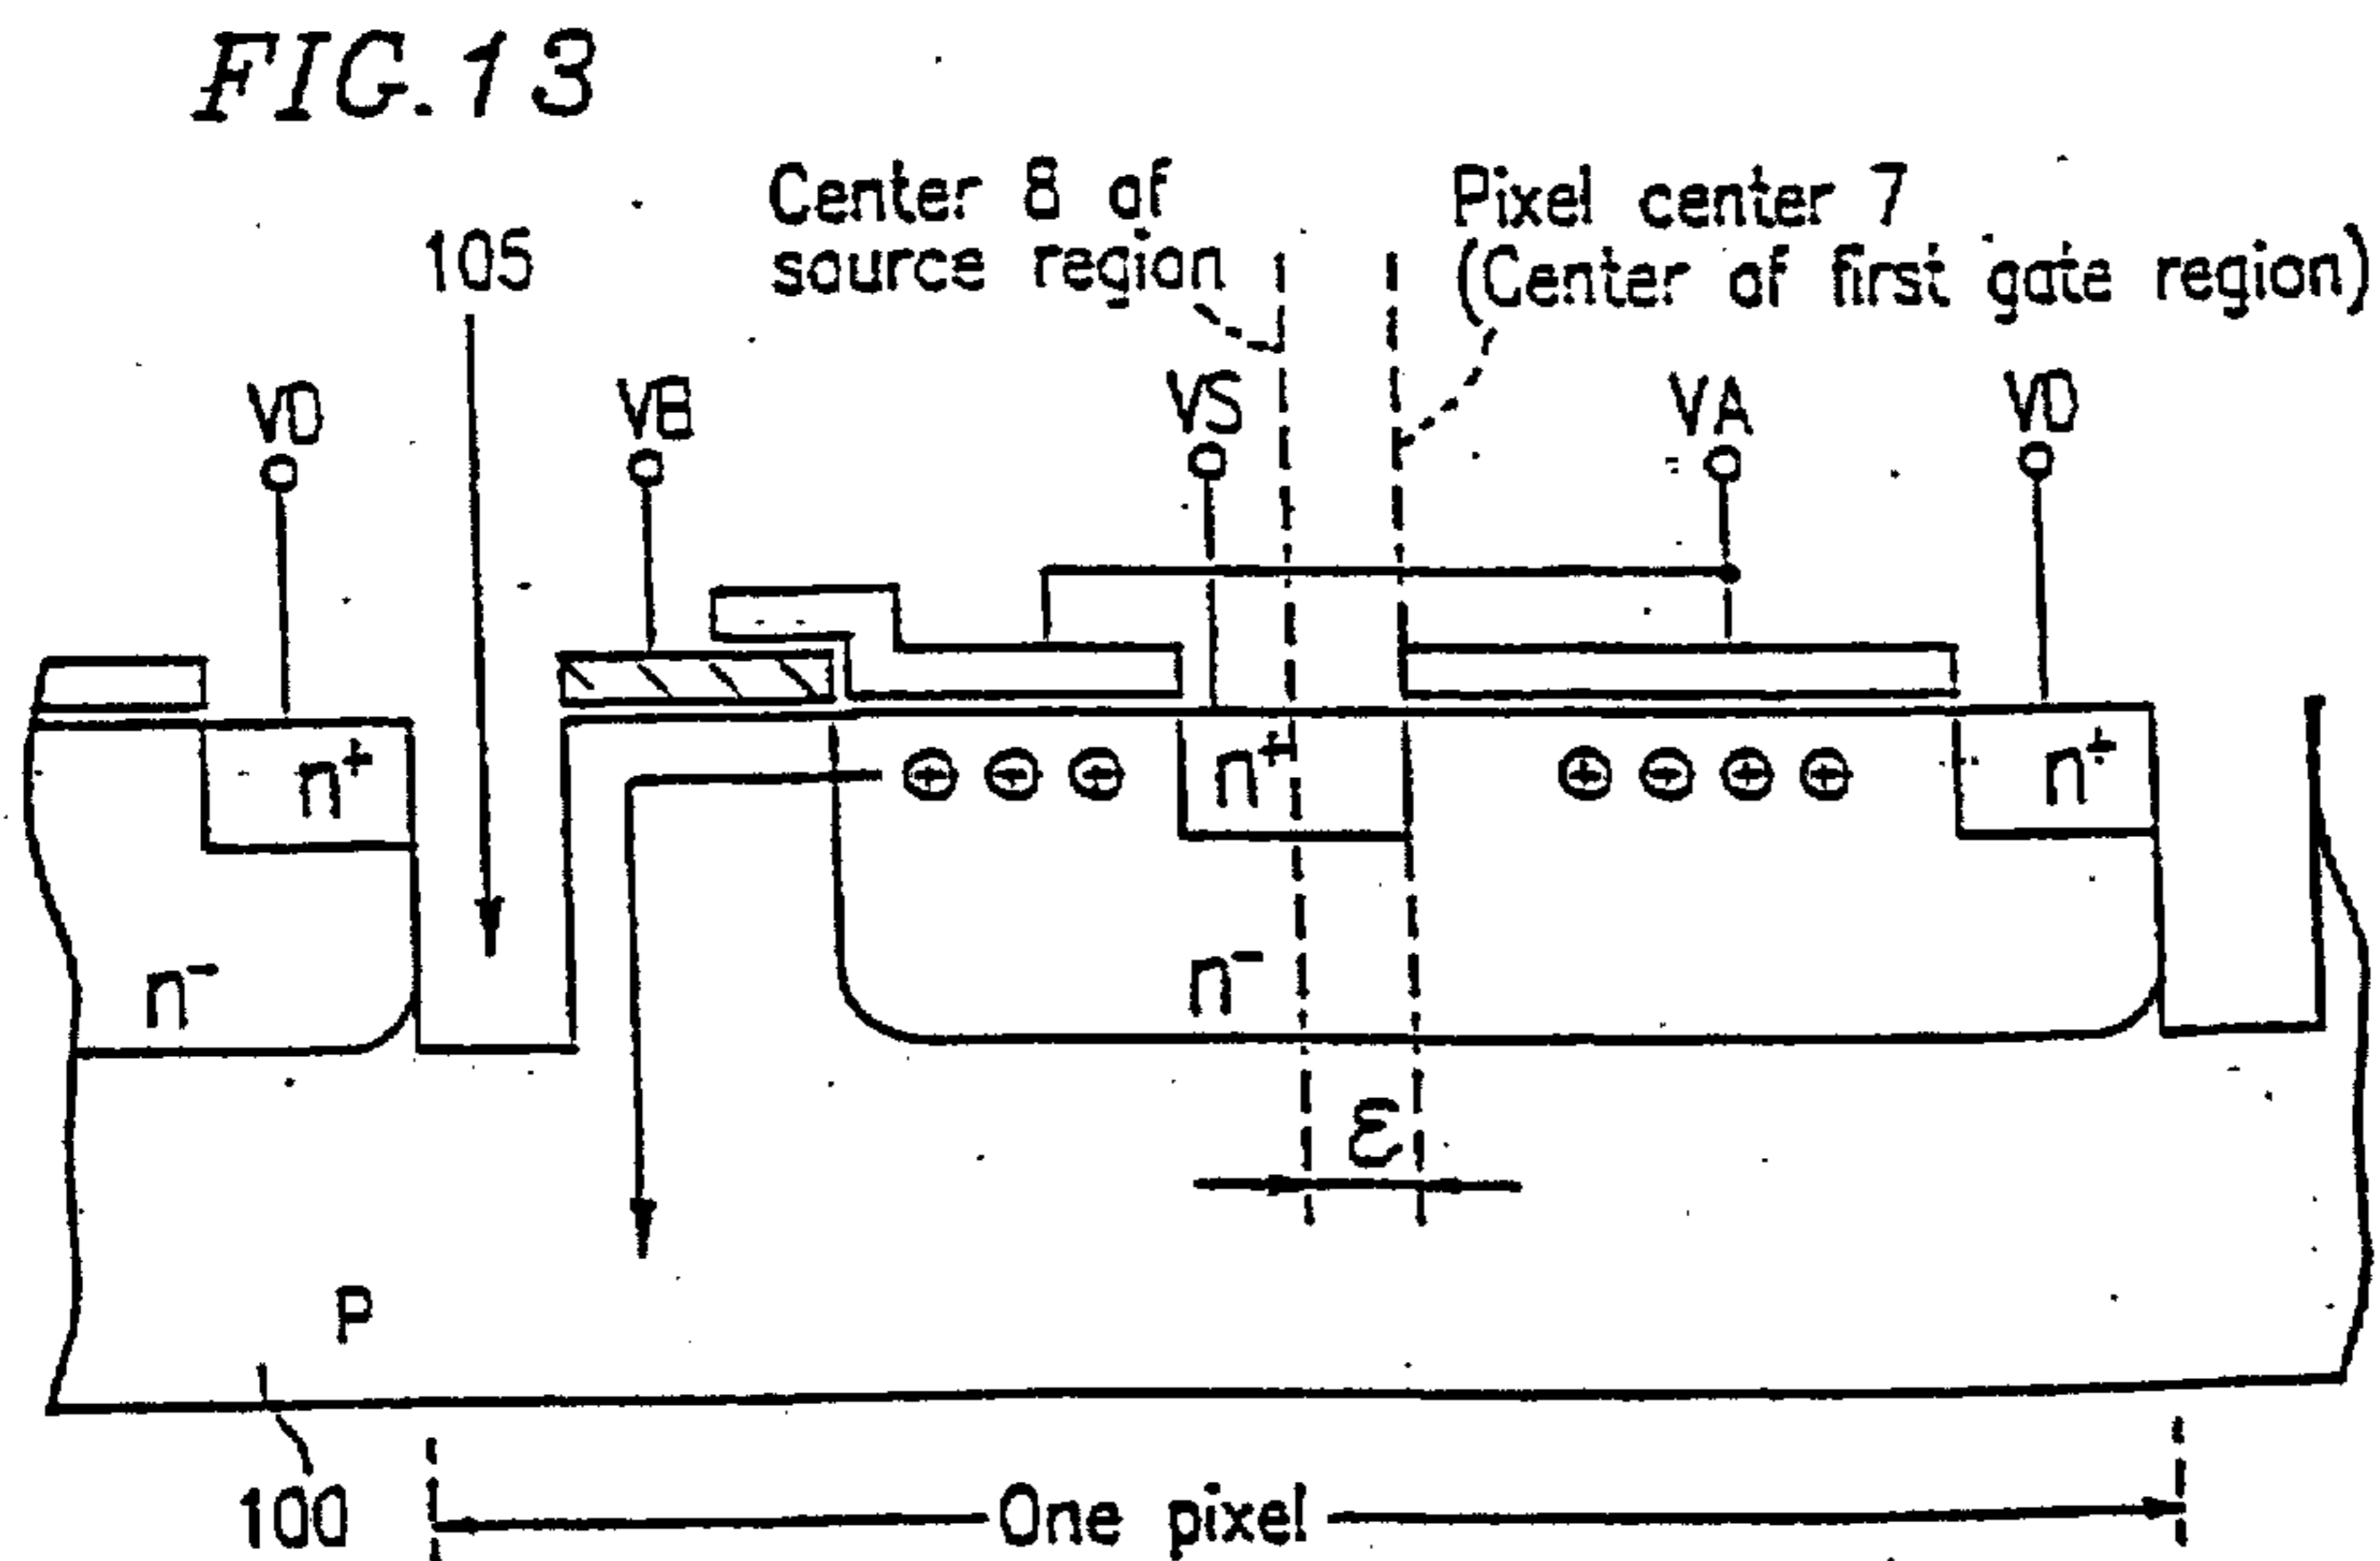 FIG.13
Center 8 of
source region
Pixel center 7
(Center of first gate region)
105
VD
VB
VS
VA
VD
n+
n+
n+
n-
n-
ε
P
100
One pixel